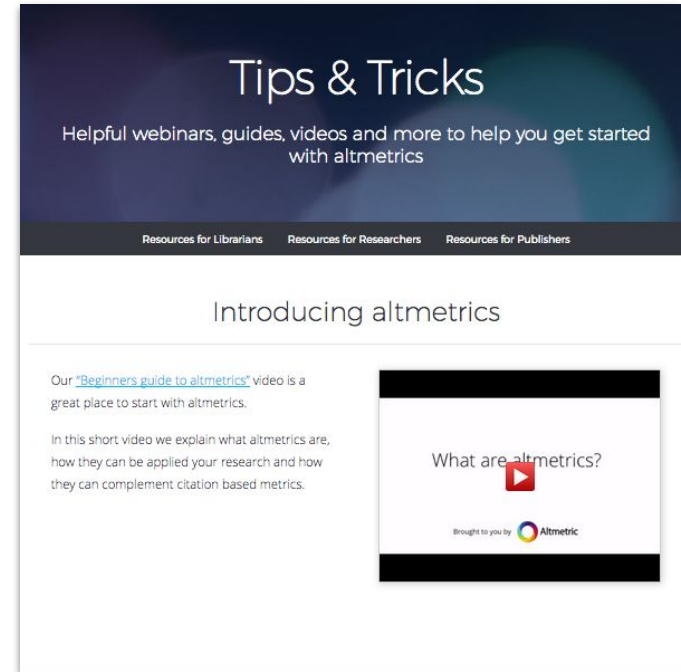 Tips & Tricks
Helpful webinars, guides, videos and more to help you get started
with altmetrics
Resources for Librarians Resources for Researchers Resources for Publishers
Introducing altmetrics
Our "Beginners guide to altmetrics" video is a
great place to start with altmetrics.
In this short video we explain what altmetrics are,
how they can be applied your research and how
they can complement citation based metrics.
What are altmetrics?
Brought to you by Altmetric